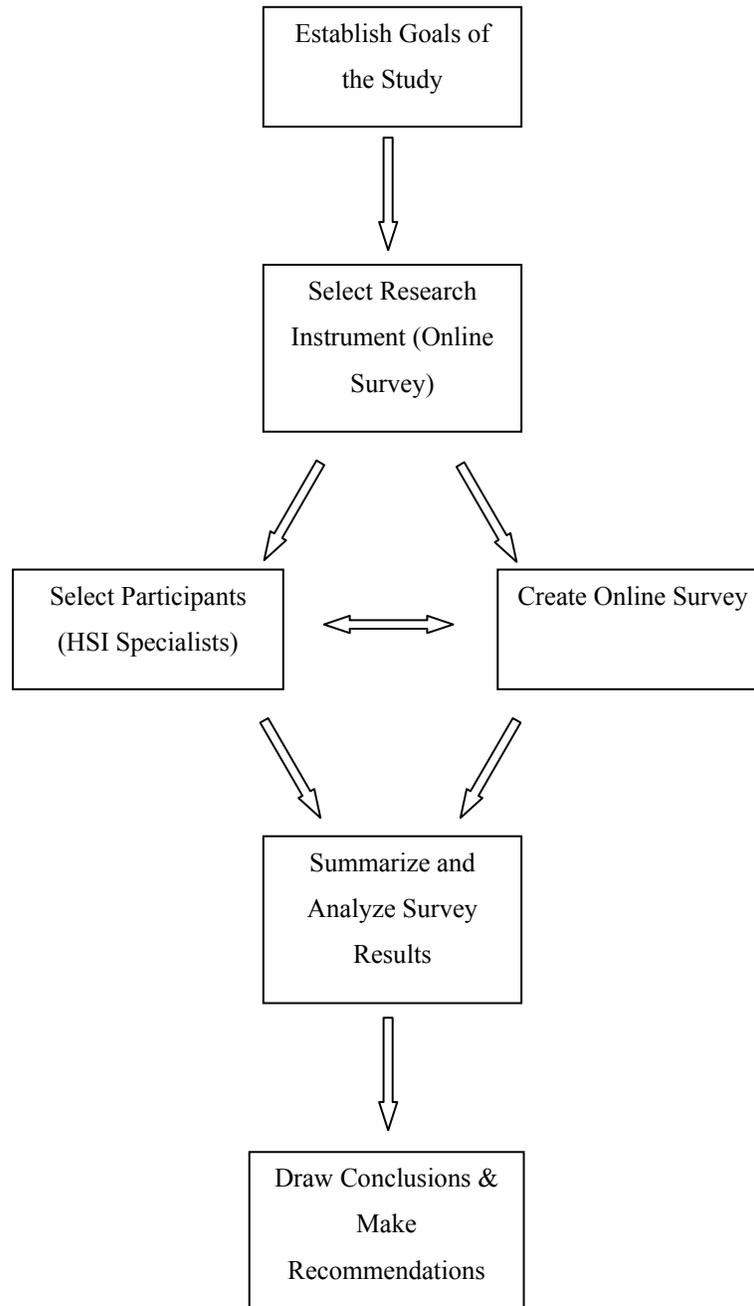 Establish Goals of
the Study
Select Research
Instrument (Online
Survey)
Select Participants
(HSI Specialists)
Create Online Survey
Summarize and
Analyze Survey
Results
Draw Conclusions &
Make
Recommendations